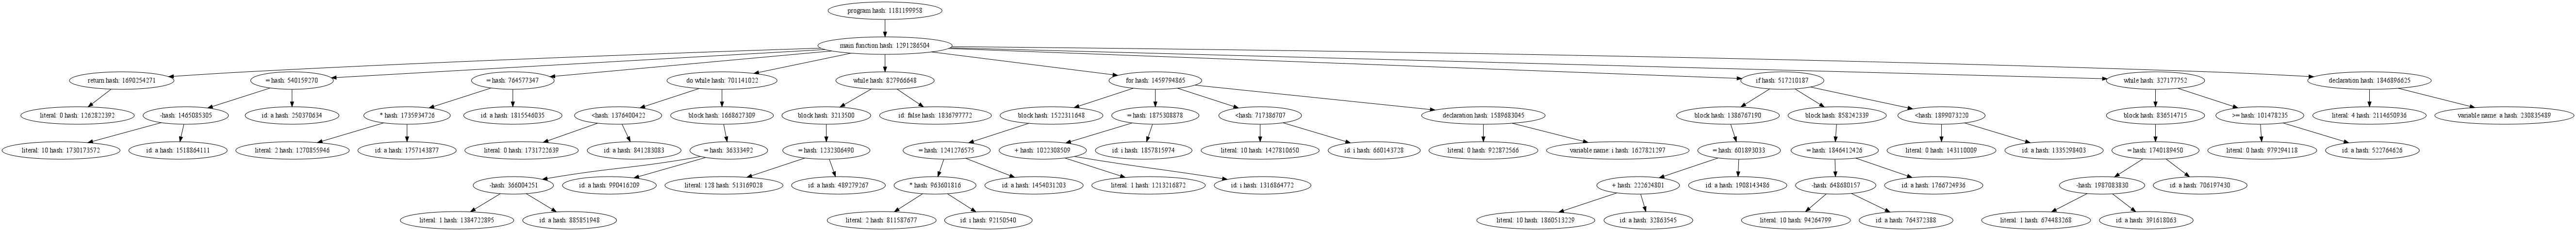 program hash: 1181199958
main function hash: 1291286504
return hash: 1690254271
= hash: 540159270
= hash: 764577347
do while hash: 701141022
while hash: 827966648
for hash: 1459794865
if hash: 517210187
while hash: 327177752
declaration hash: 1846896625
literal: 0 hash: 1262822392
-hash: 1465085305
id: a hash: 250370634
* hash: 1735934726
id: a hash: 1815546035
<hash: 1376400422
block hash: 1668627309
block hash: 3213500
id: false hash: 1836797772
block hash: 1522311648
= hash: 1875308878
<hash: 717386707
declaration hash: 1589683045
block hash: 1386767190
block hash: 858242339
<hash: 1899073220
block hash: 836514715
>= hash: 101478235
literal: 4 hash: 2114650936
variable name: a hash: 230835489
literal: 10 hash: 1730173572
id: a hash: 1518864111
literal: 2 hash: 1270855946
id: a hash: 1757143877
literal: 0 hash: 1731722639
id: a hash: 841283083
= hash: 36333492
= hash: 1232306490
= hash: 1241276575
+ hash: 1022308509
id: i hash: 1857815974
literal: 10 hash: 1427810650
id: i hash: 660143728
literal: 0 hash: 922872566
variable name: i hash: 1627821297
= hash: 601893033
= hash: 1846412426
literal: 0 hash: 143110009
id: a hash: 1335298403
= hash: 1740189450
literal: 0 hash: 979294118
id: a hash: 522764626
-hash: 366004251
id: a hash: 990416209
literal: 128 hash: 513169028
id: a hash: 489279267
* hash: 963601816
id: a hash: 1454031203
literal: 1 hash: 1213216872
id: i hash: 1316864772
+ hash: 222624801
id: a hash: 1908143486
-hash: 648680157
id: a hash: 1766724936
-hash: 1987083830
id: a hash: 706197430
literal: 1 hash: 1384722895
id: a hash: 885851948
literal: 2 hash: 811587677
id: i hash: 92150540
literal: 10 hash: 1860513229
id: a hash: 32863545
literal: 10 hash: 94264799
id: a hash: 764372388
literal: 1 hash: 674483268
id: a hash: 391618063